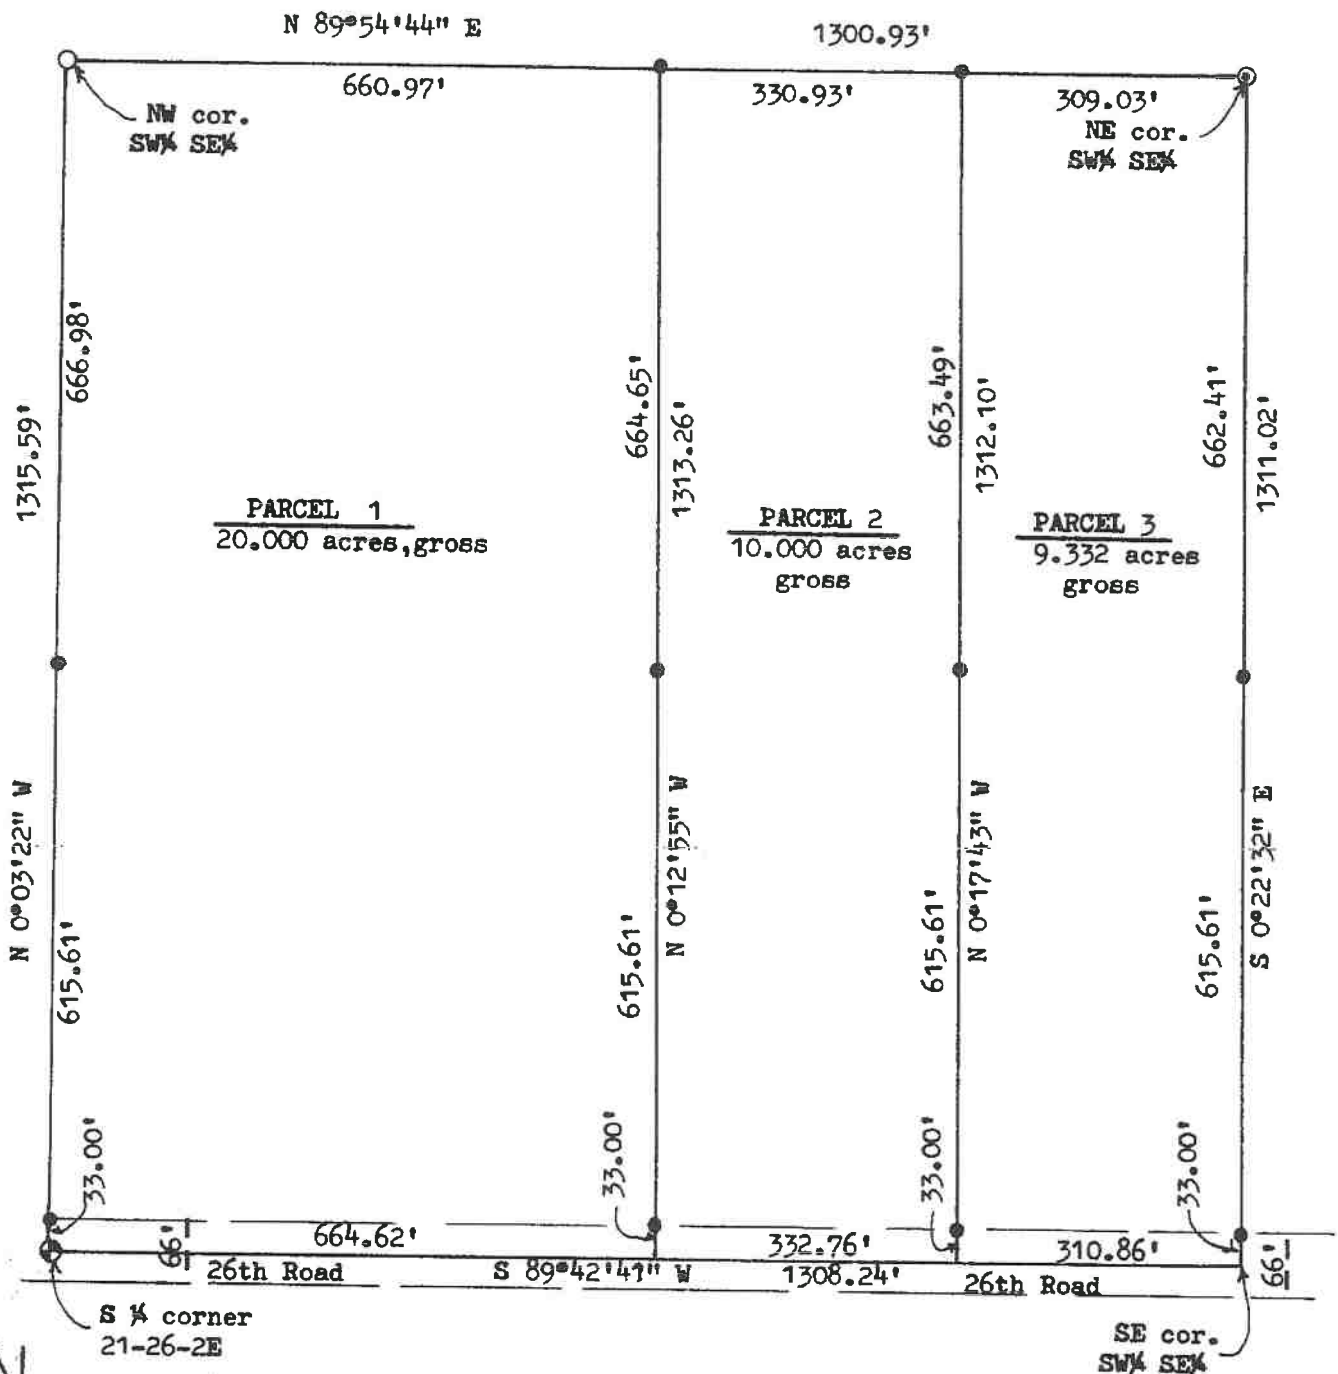 N 89°54'44" E
1300.93'
660.97'
330.93'
309.03'
NW cor.
SW¼ SE¼
NE cor.
SW¼ SE¼
1315.59'
666.98'
664.65'
1313.26'
663.49'
1312.10'
662.41'
1311.02'
PARCEL 1
20.000 acres, gross
PARCEL 2
10.000 acres
gross
PARCEL 3
9.332 acres
gross
N 0°03'22" W
615.61'
615.61'
N 0°12'55" W
615.61'
N 0°17'43" W
615.61'
S 0°22'32" E
33.00'
33.00'
33.00'
33.00'
66'
664.62'
332.76'
310.86'
66'
26th Road
S 89°42'41" W
1308.24'
26th Road
S ¼ corner
21-26-2E
SE cor.
SW¼ SE¼